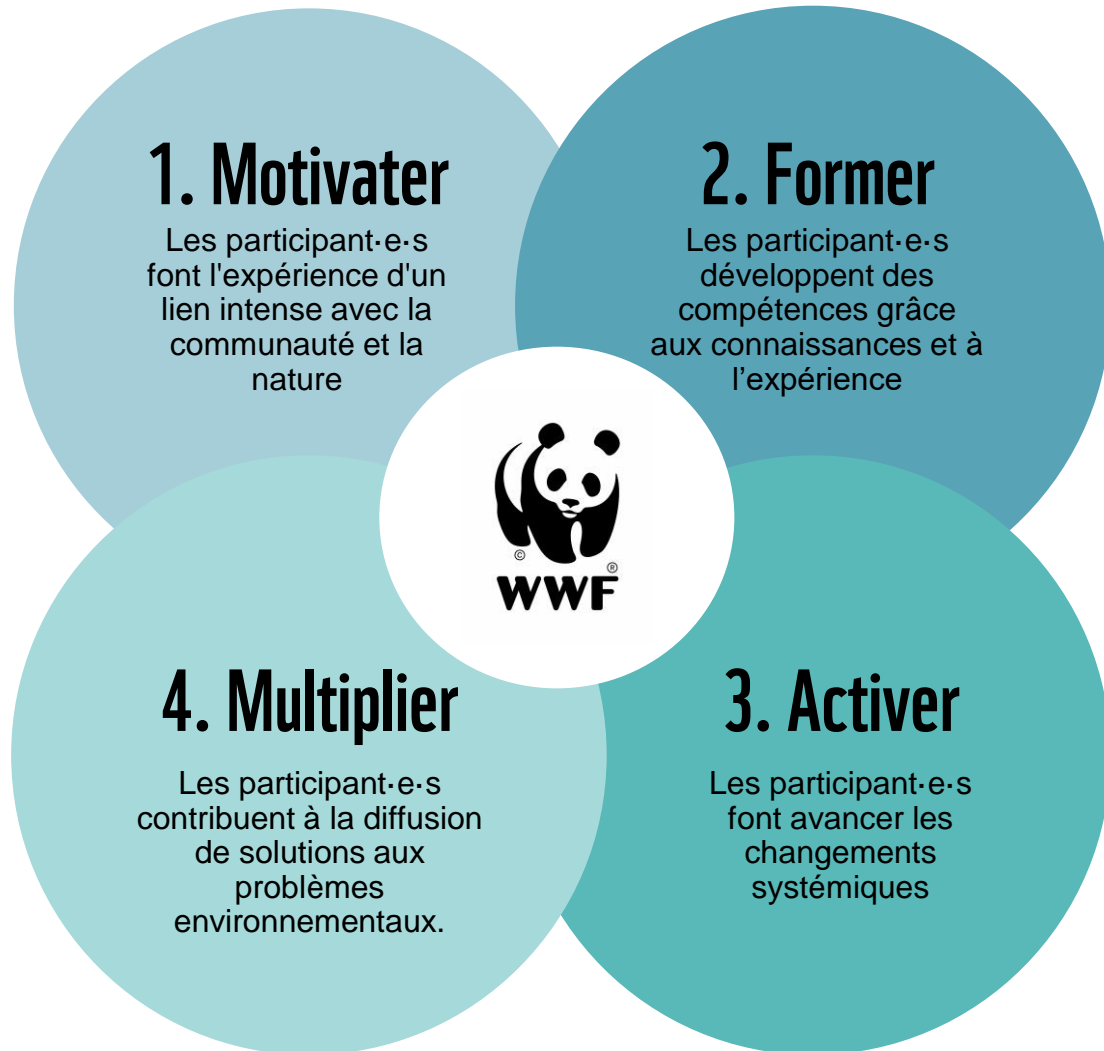 1. Motivater
Les participant·e·s
font l'expérience d'un
lien intense avec la
communauté et la
nature
2. Former
Les participant·e·s
développent des
compétences grâce
aux connaissances et à
l’expérience
©
®
WWF
3. Activer
Les participant·e·s
font avancer les
changements
systémiques
4. Multiplier
Les participant·e·s
contribuent à la diffusion
de solutions aux
problèmes
environnementaux.